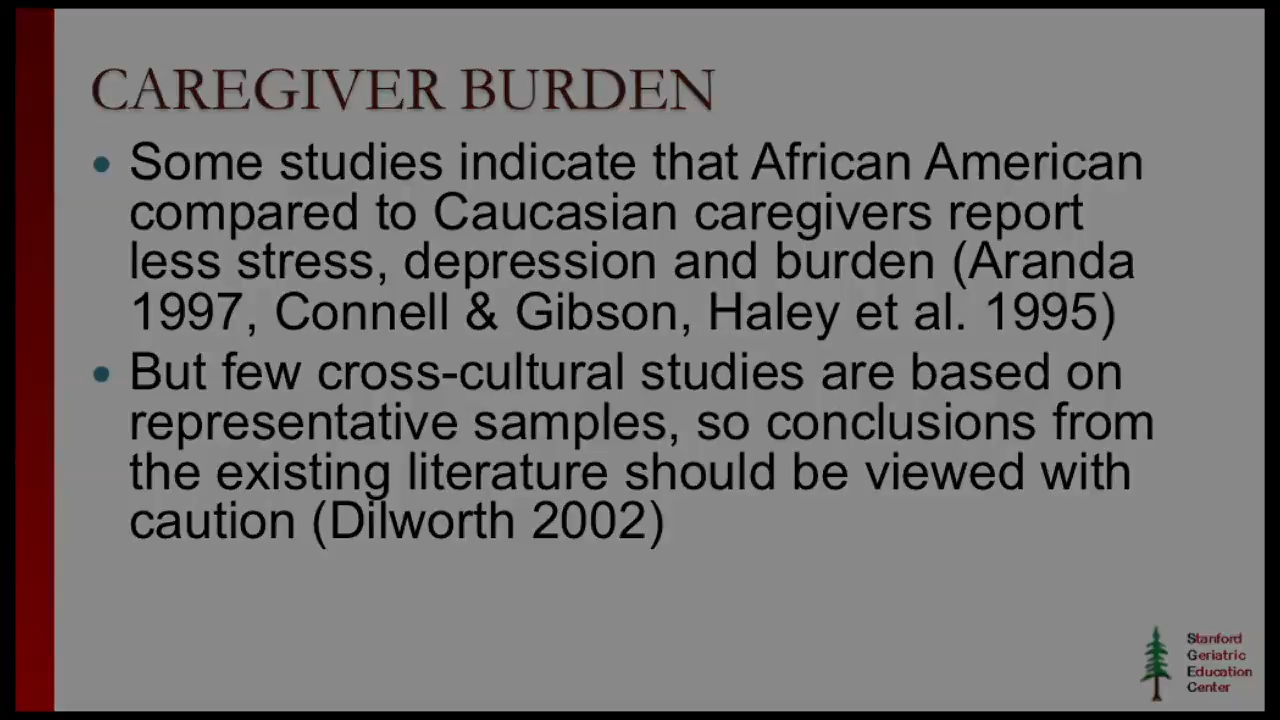 CAREGIVER BURDEN
• Some studies indicate that African American
compared to Caucasian caregivers report
less stress, depression and burden (Aranda
1997, Connell & Gibson, Haley et al. 1995)
• But few cross-cultural studies are based on
representative samples, so conclusions from
the existing literature should be viewed with
caution (Dilworth 2002)
Stanford
Geriatric
Education
Center